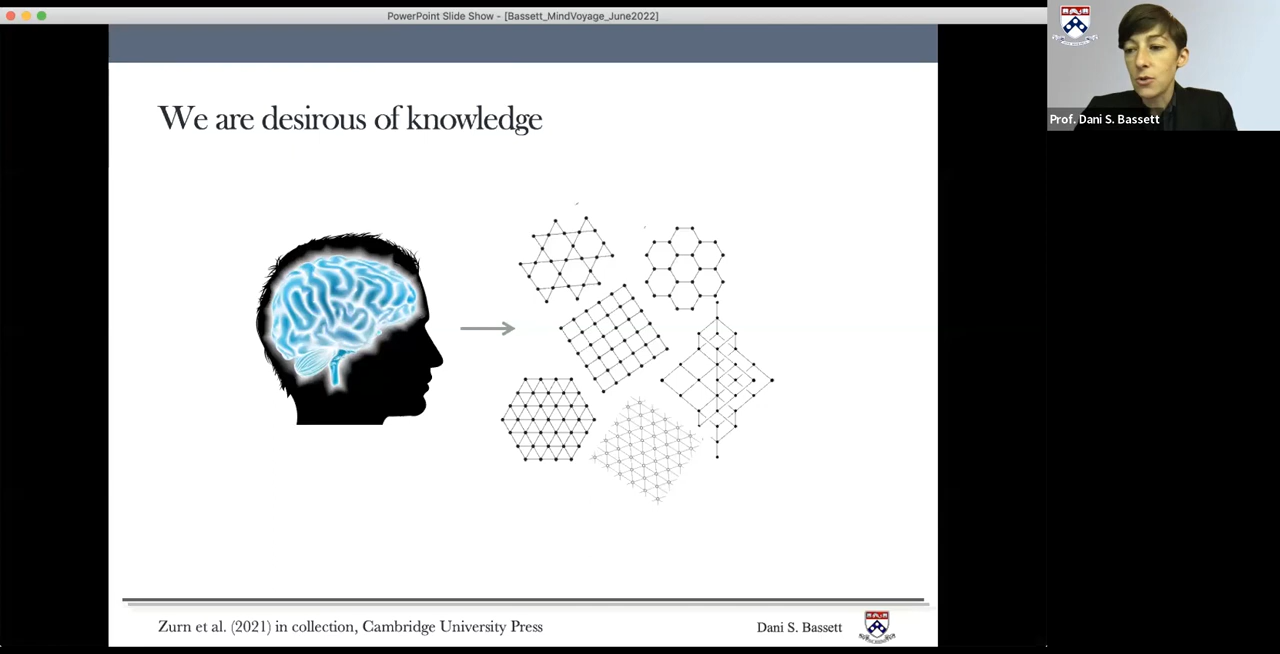 PowerPoint Slide Show - [Bassett_MindVoyage_June2022]
Prof. Dani S. Bassett
We are desirous of knowledge
Zurn et al. (2021) in collection, Cambridge University Press
Dani S. Bassett